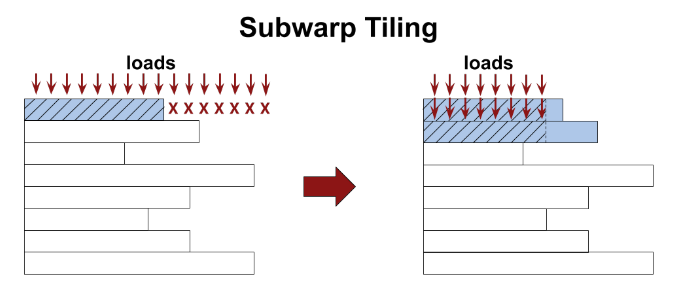 Subwarp Tiling
loads
loads
X X X X X X X